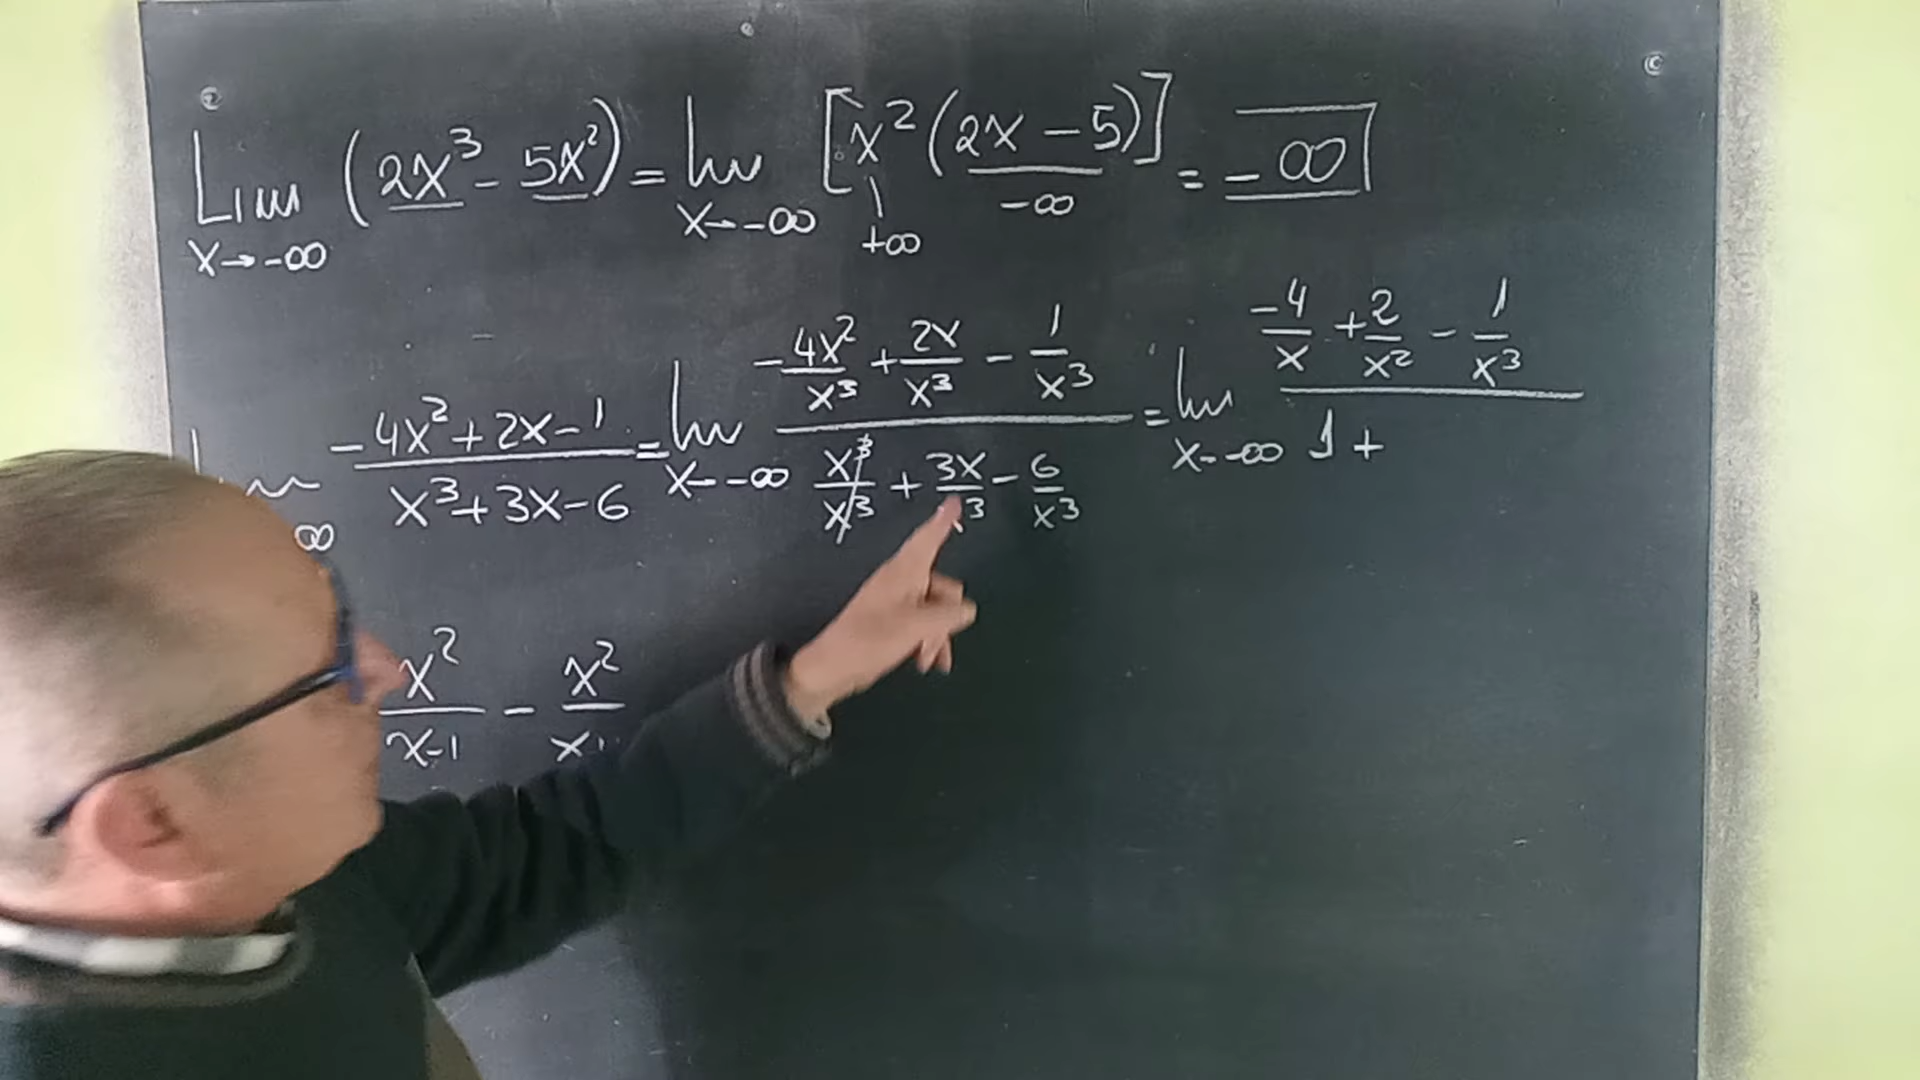 Lim x→-∞ (2x³ - 5x²) = lim x→-∞ [x² (2x - 5)] = -∞
+∞ -∞
∞ (-4x² + 2x - 1)/(x³ + 3x - 6) = lim x→-∞ (-4x²/x³ + 2x/x³ - 1/x³)/(x³/x³ + 3x/x³ - 6/x³) = lim x→-∞ (-4/x + 2/x² - 1/x³)/(1 +
x²/(x-1) - x²/x